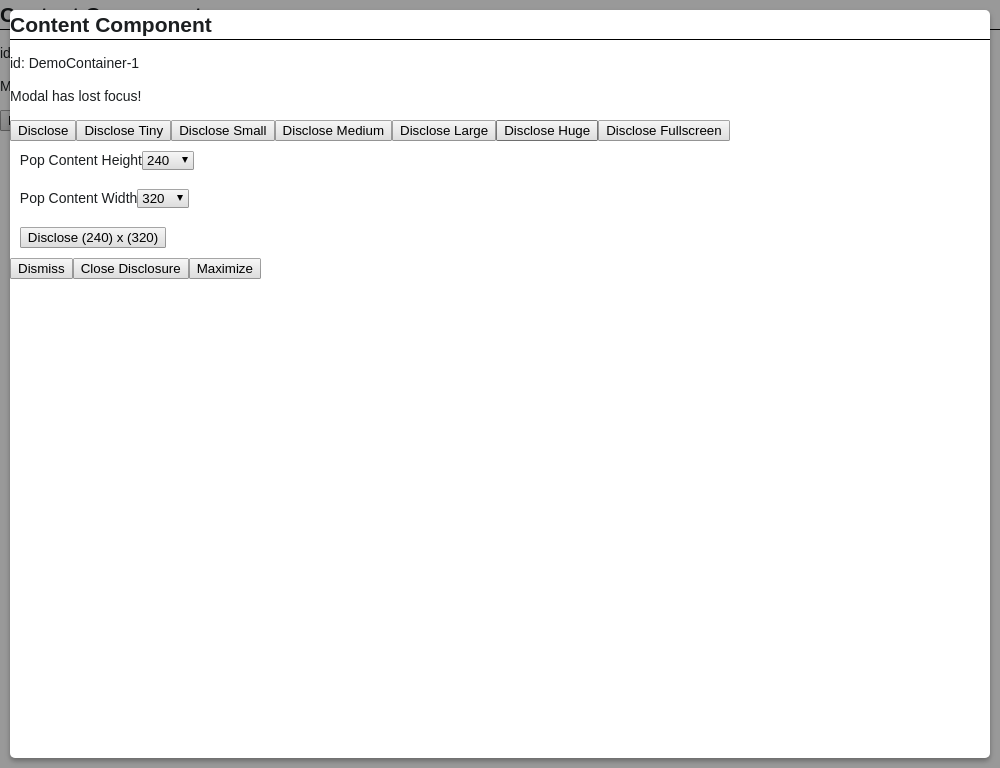 Content Component
id: DemoContainer-1
Modal has lost focus!
Disclose Disclose Tiny Disclose Small Disclose Medium Disclose Large Disclose Huge Disclose Fullscreen
Pop Content Height 240
Pop Content Width 320
Disclose (240) x (320)
Dismiss Close Disclosure Maximize